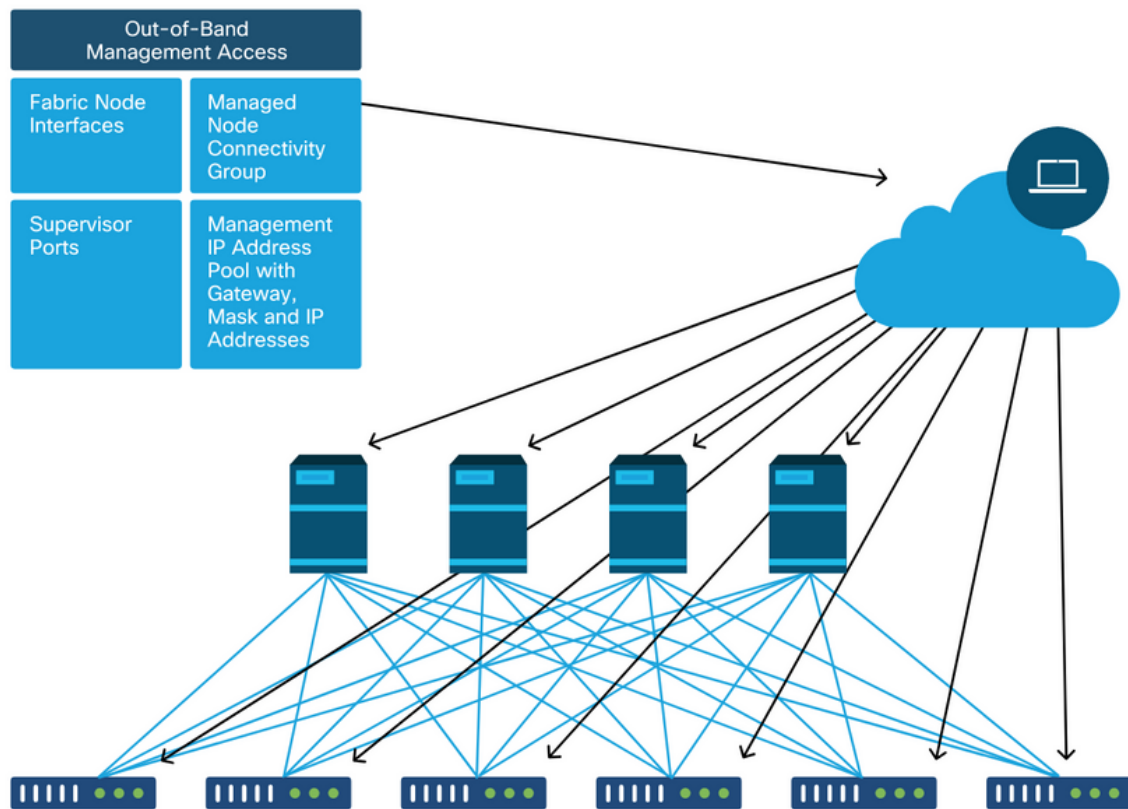 Out-of-Band
Management Access
Fabric Node
Interfaces
Managed
Node
Connectivity
Group
Supervisor
Ports
Management
IP Address
Pool with
Gateway,
Mask and IP
Addresses